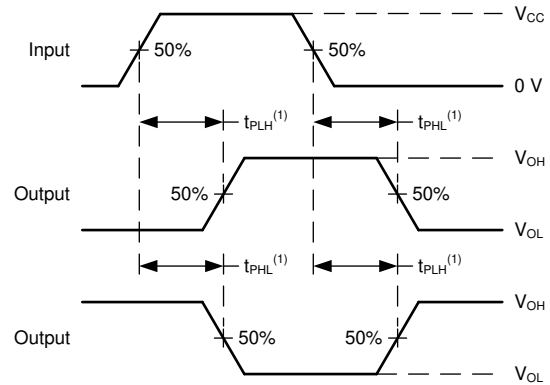 V_CC
Input 50% 50%
0 V
t_PLH^(1) t_PHL^(1)
V_OH
Output 50% 50%
V_OL
t_PHL^(1) t_PLH^(1)
V_OH
Output 50% 50%
V_OL